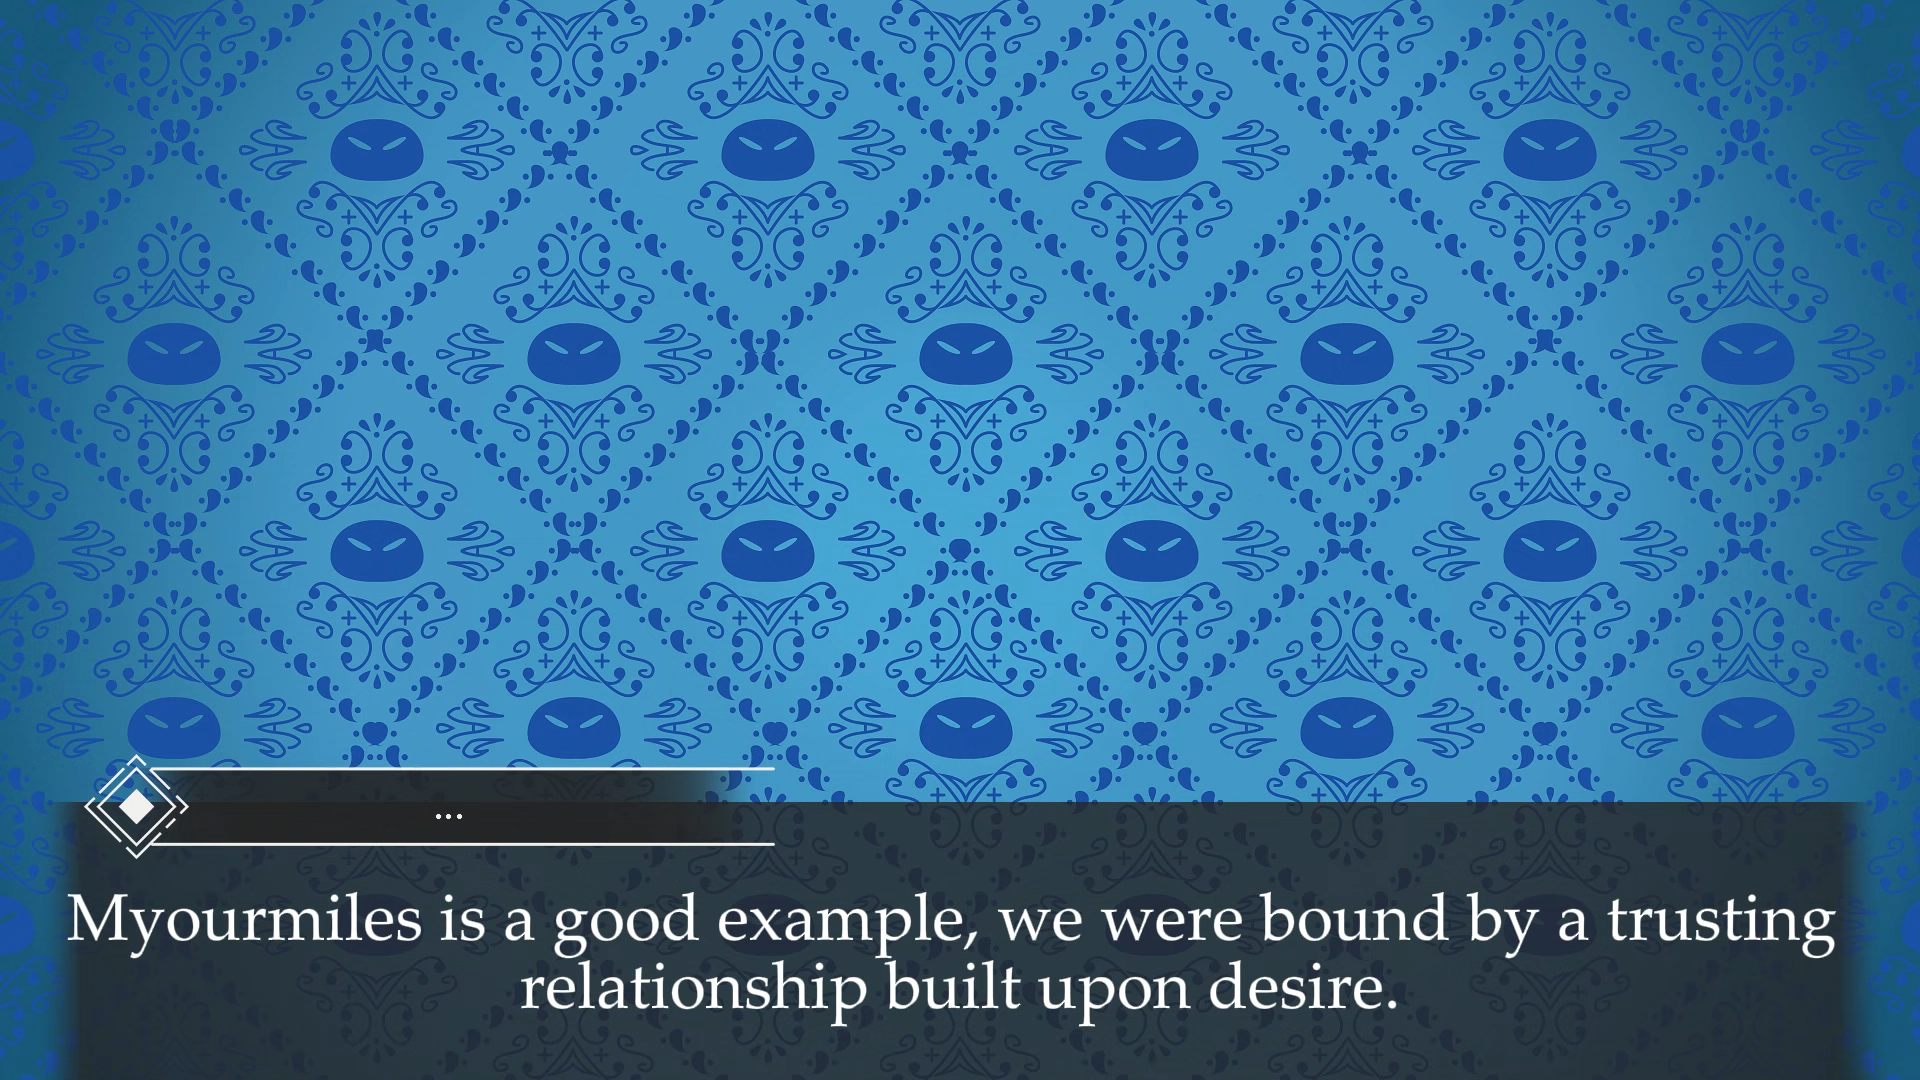 ...
Myourmiles is a good example, we were bound by a trusting
relationship built upon desire.